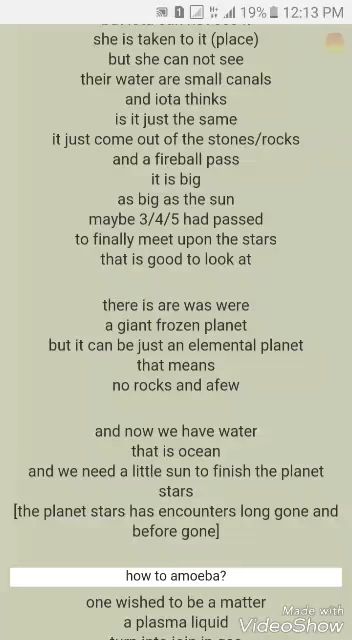 19% 12:13 PM
she is taken to it (place)
but she can not see
their water are small canals
and iota thinks
is it just the same
it just come out of the stones/rocks
and a fireball pass
it is big
as big as the sun
maybe 3/4/5 had passed
to finally meet upon the stars
that is good to look at
there is are was were
a giant frozen planet
but it can be just an elemental planet
that means
no rocks and afew
and now we have water
that is ocean
and we need a little sun to finish the planet
stars
[the planet stars has encounters long gone and
before gone]
how to amoeba?
one wished to be a matter
a plasma liquid
Made with
VideoShow